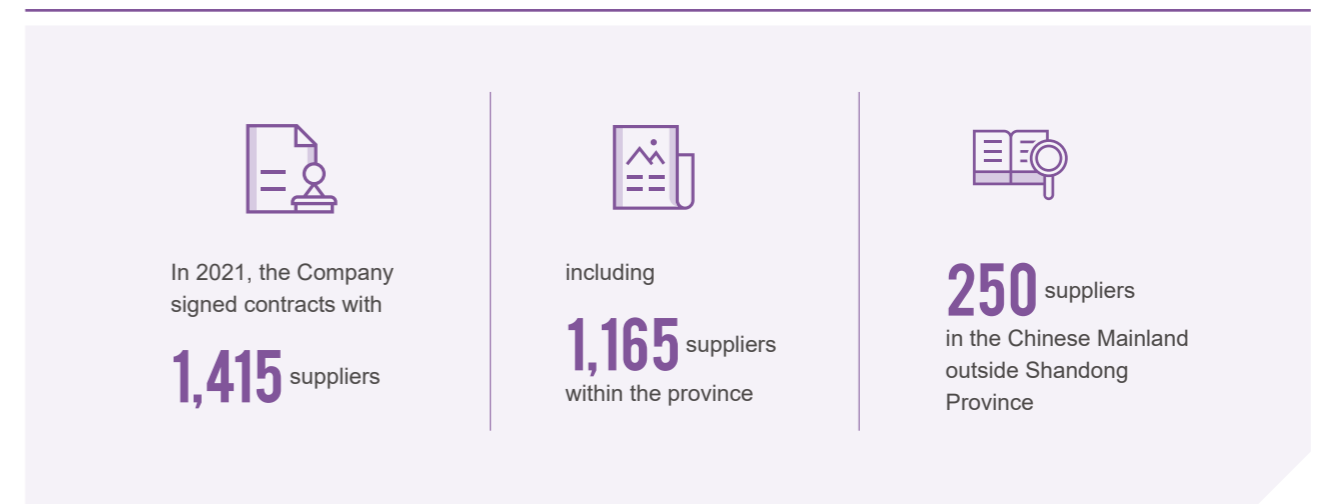 In 2021, the Company
signed contracts with
1,415 suppliers
including
1,165 suppliers
within the province
250 suppliers
in the Chinese Mainland
outside Shandong
Province